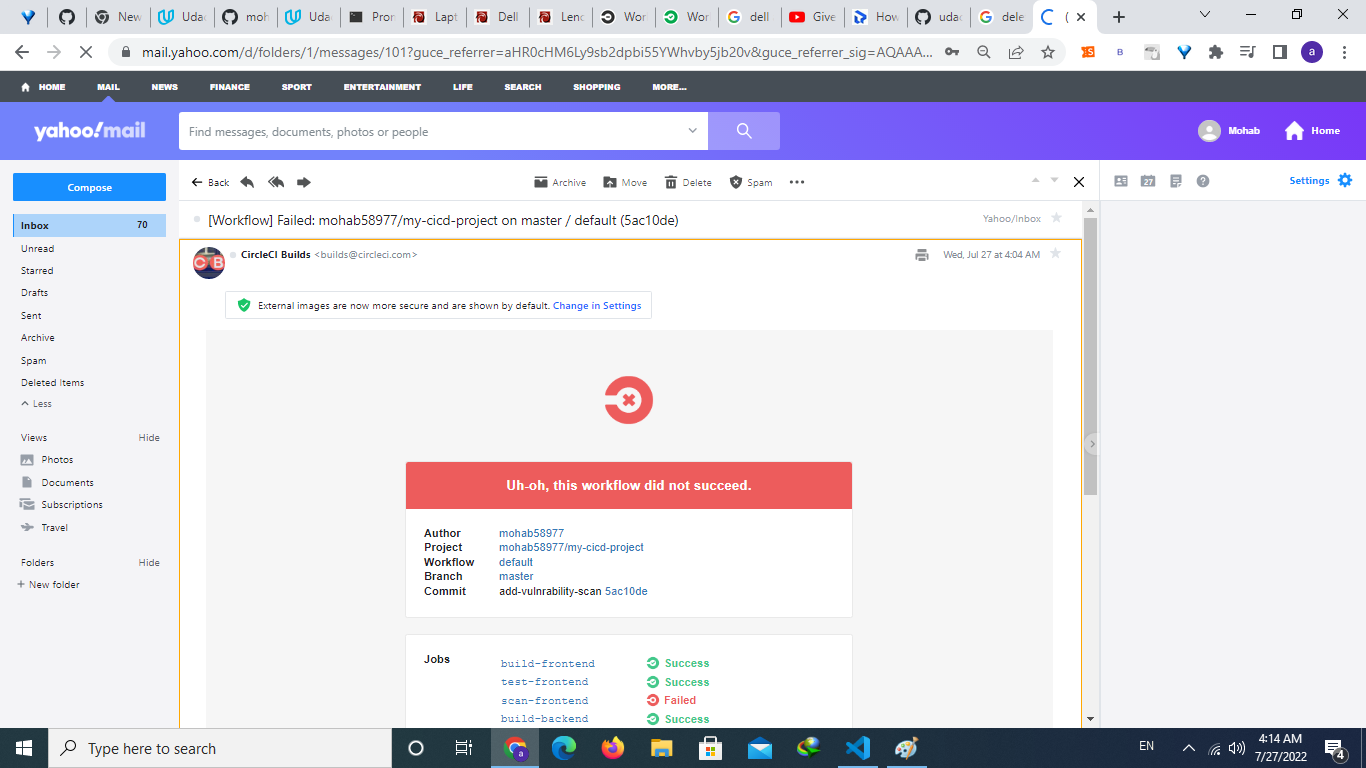 Udac
moh
Udac
Pron
Lapt
Dell
Lenc
Wor
Wor
dell
Give
How
udac
dele
(
mail.yahoo.com/d/folders/1/messages/101?guce_referrer=aHR0cHM6Ly9sb2dpbi55YWhvby5jb20v&guce_referrer_sig=AQAAA...
HOME MAIL NEWS FINANCE SPORT ENTERTAINMENT LIFE SEARCH SHOPPING MORE...
yahoo!mail
Find messages, documents, photos or people
Mohab
Home
Compose
Back
Archive Move Delete Spam
Settings
27
Inbox 70
Unread
Starred
Drafts
Sent
Archive
Spam
Deleted Items
Less
Views Hide
Photos
Documents
Subscriptions
Travel
Folders Hide
+ New folder
[Workflow] Failed: mohab58977/my-cicd-project on master / default (5ac10de)
Yahoo/Inbox
CB
CircleCI Builds <builds@circleci.com>
Wed, Jul 27 at 4:04 AM
External images are now more secure and are shown by default. Change in Settings
Uh-oh, this workflow did not succeed.
Author mohab58977
Project mohab58977/my-cicd-project
Workflow default
Branch master
Commit add-vulnrability-scan 5ac10de
Jobs
build-frontend Success
test-frontend Success
scan-frontend Failed
build-backend Success
Type here to search
EN
4:14 AM
7/27/2022
4